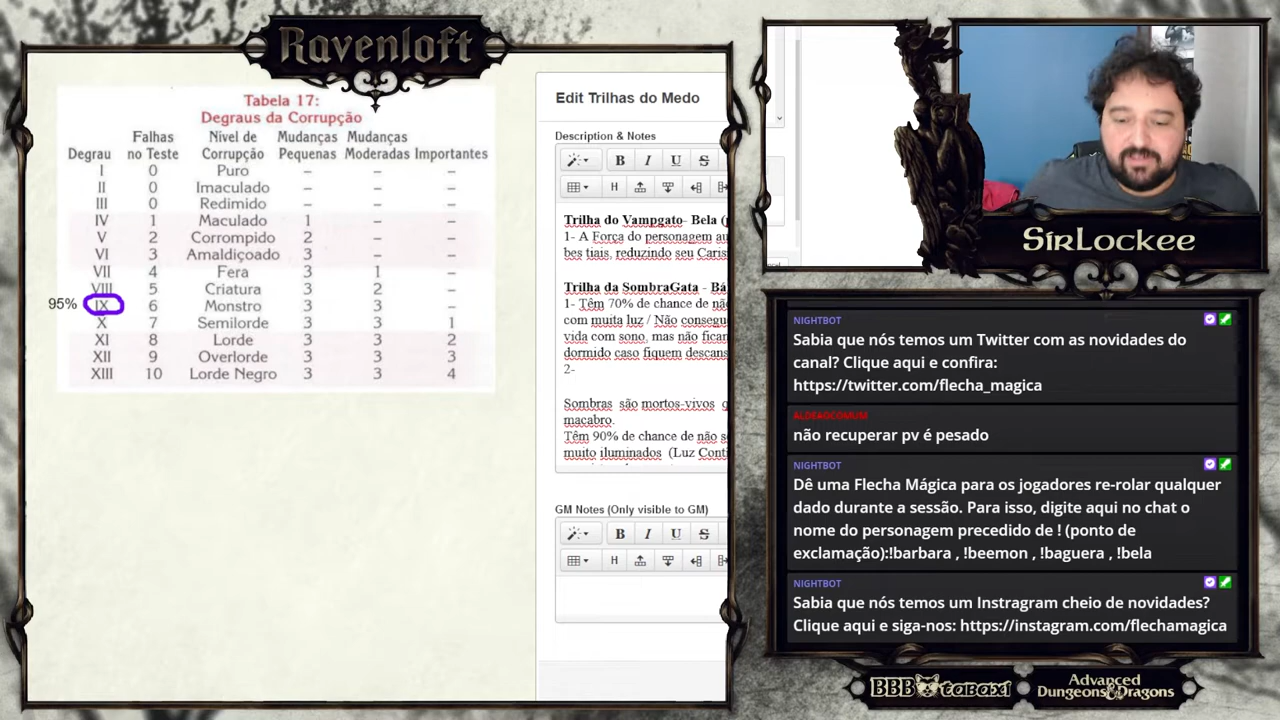 Ravenloft
Tabela 17:
Degraus da Corrupção
Degrau Falhas no Teste Nível de Corrupção Mudanças Pequenas Mudanças Moderadas Importantes
I 0 Puro – – –
II 0 Imaculado – – –
III 0 Redimido – – –
IV 1 Maculado 1 – –
V 2 Corrompido 2 – –
VI 3 Amaldiçoado 3 – –
VII 4 Fera 3 1 –
VIII 5 Criatura 3 2 –
95% IX 6 Monstro 3 3 –
X 7 Semilorde 3 3 1
XI 8 Lorde 3 3 2
XII 9 Overlorde 3 3 3
XIII 10 Lorde Negro 3 3 4
Edit Trilhas do Medo
Description & Notes
B I U S
H
Trilha do Vampgato- Bela (
1- A Força do personagem au
bes tiais, reduzindo seu Caris
Trilha da SombraGata - Bá
1- Têm 70% de chance de nã
com muita luz / Não consegu
vida com sono, mas não fican
dormido caso fiquem descans
2-
Sombras são mortos-vivos q
macabro.
Têm 90% de chance de não s
muito iluminados (Luz Conti
GM Notes (Only visible to GM)
B I U S
H
SirLockee
NIGHTBOT
Sabia que nós temos um Twitter com as novidades do
canal? Clique aqui e confira:
https://twitter.com/flecha_magica
ALDEAOCOMUM
não recuperar pv é pesado
NIGHTBOT
Dê uma Flecha Mágica para os jogadores re-rolar qualquer
dado durante a sessão. Para isso, digite aqui no chat o
nome do personagem precedido de ! (ponto de
exclamação):!barbara , !beemon , !baguera , !bela
NIGHTBOT
Sabia que nós temos um Instragram cheio de novidades?
Clique aqui e siga-nos: https://instagram.com/flechamagica
BBB tabaxi
Advanced
Dungeons & Dragons